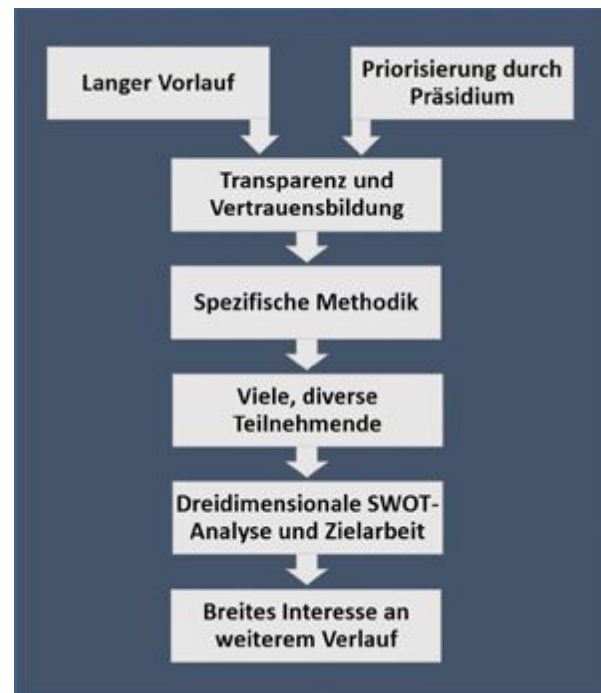 Langer Vorlauf
Priorisierung durch
Präsidium
Transparenz und
Vertrauensbildung
Spezifische Methodik
Viele, diverse
Teilnehmende
Dreidimensionale SWOT-
Analyse und Zielarbeit
Breites Interesse an
weiterem Verlauf